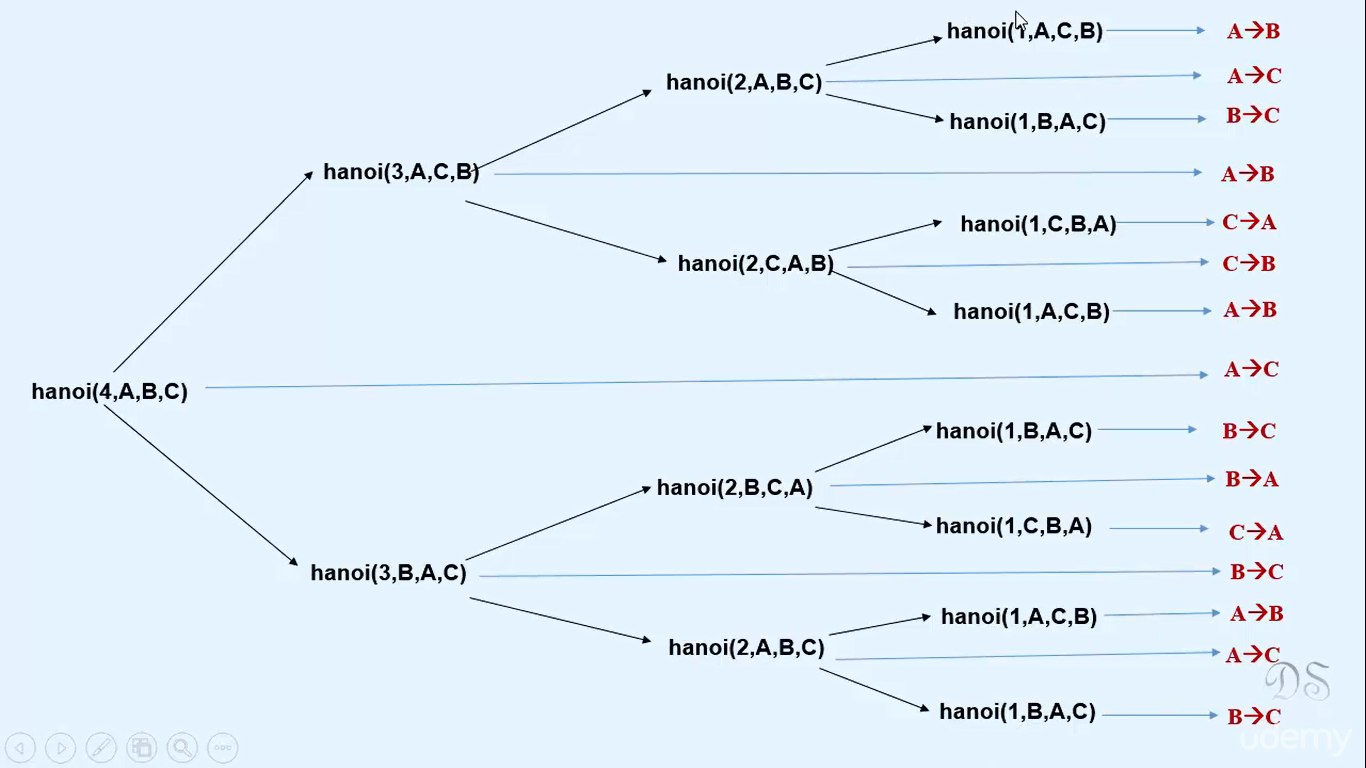 hanoi(1,A,C,B) A→B
hanoi(2,A,B,C) A→C
hanoi(1,B,A,C) B→C
hanoi(3,A,C,B) A→B
hanoi(1,C,B,A) C→A
hanoi(2,C,A,B) C→B
hanoi(1,A,C,B) A→B
hanoi(4,A,B,C) A→C
hanoi(1,B,A,C) B→C
hanoi(2,B,C,A) B→A
hanoi(1,C,B,A) C→A
hanoi(3,B,A,C) B→C
hanoi(1,A,C,B) A→B
hanoi(2,A,B,C) A→C
DS
hanoi(1,B,A,C) B→C
udemy